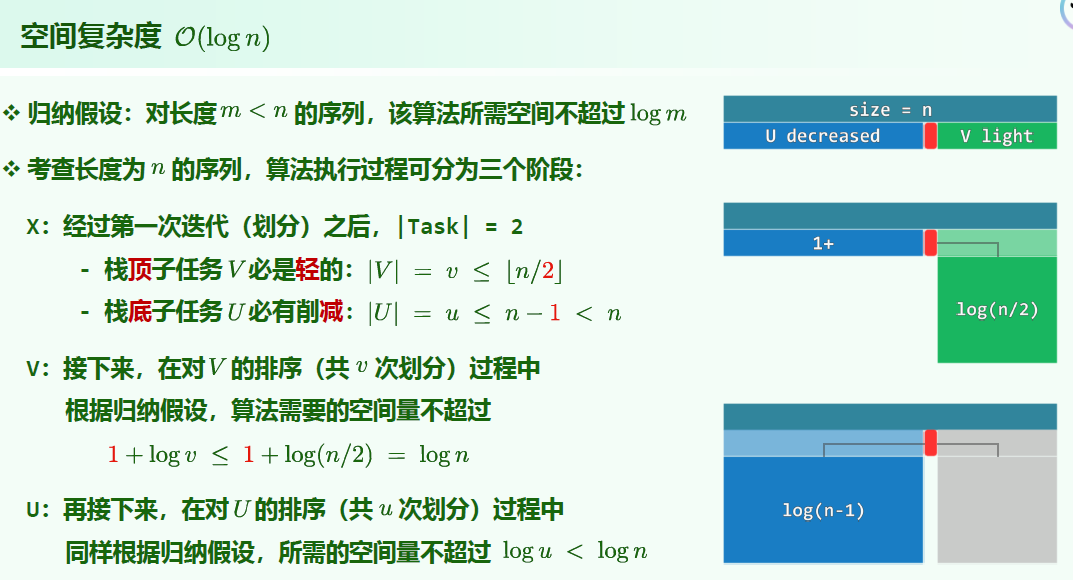 空间复杂度 𝒪(log n)
❖ 归纳假设：对长度 m < n 的序列，该算法所需空间不超过 log m
❖ 考查长度为 n 的序列，算法执行过程可分为三个阶段：
X：经过第一次迭代（划分）之后，|Task| = 2
- 栈顶子任务 V 必是轻的：|V| = v ≤ ⌊n/2⌋
- 栈底子任务 U 必有削减：|U| = u ≤ n − 1 < n
V：接下来，在对 V 的排序（共 v 次划分）过程中
根据归纳假设，算法需要的空间量不超过
1 + log v ≤ 1 + log(n/2) = log n
U：再接下来，在对 U 的排序（共 u 次划分）过程中
同样根据归纳假设，所需的空间量不超过 log u < log n
size = n
U decreased
V light
1+
log(n/2)
log(n-1)